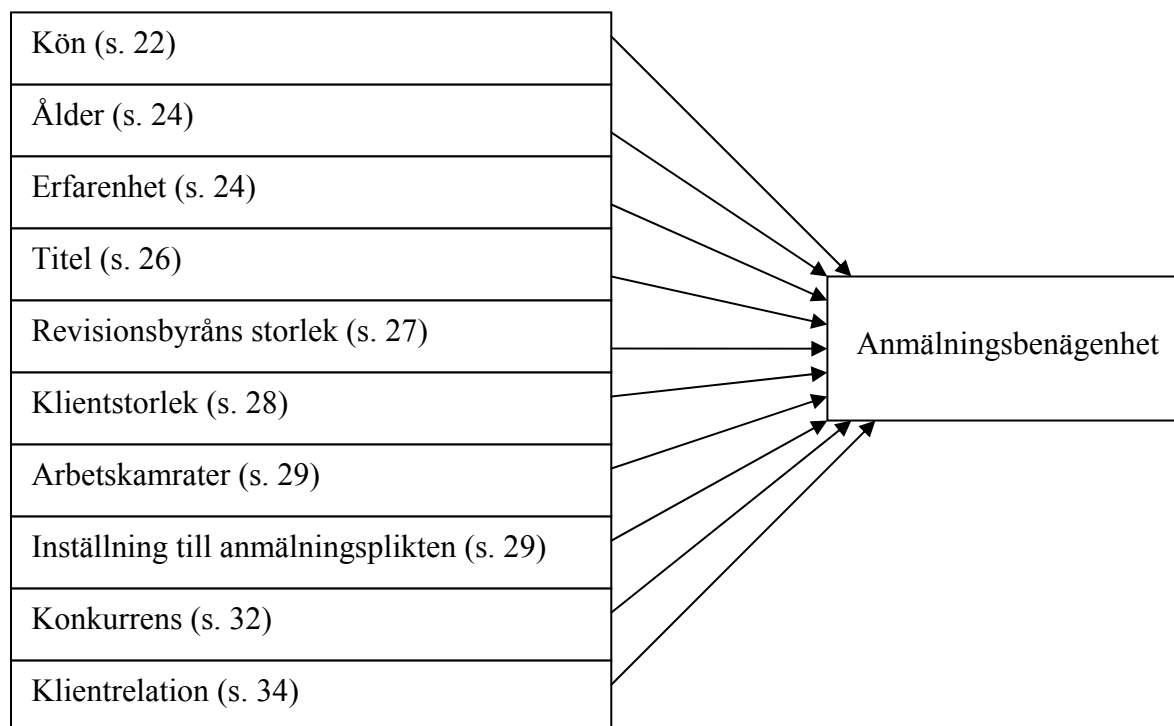 Kön (s. 22)
Ålder (s. 24)
Erfarenhet (s. 24)
Titel (s. 26)
Revisionsbyråns storlek (s. 27)
Klientstorlek (s. 28)
Arbetskamrater (s. 29)
Inställning till anmälningsplikten (s. 29)
Konkurrens (s. 32)
Klientrelation (s. 34)
Anmälningsbenägenhet